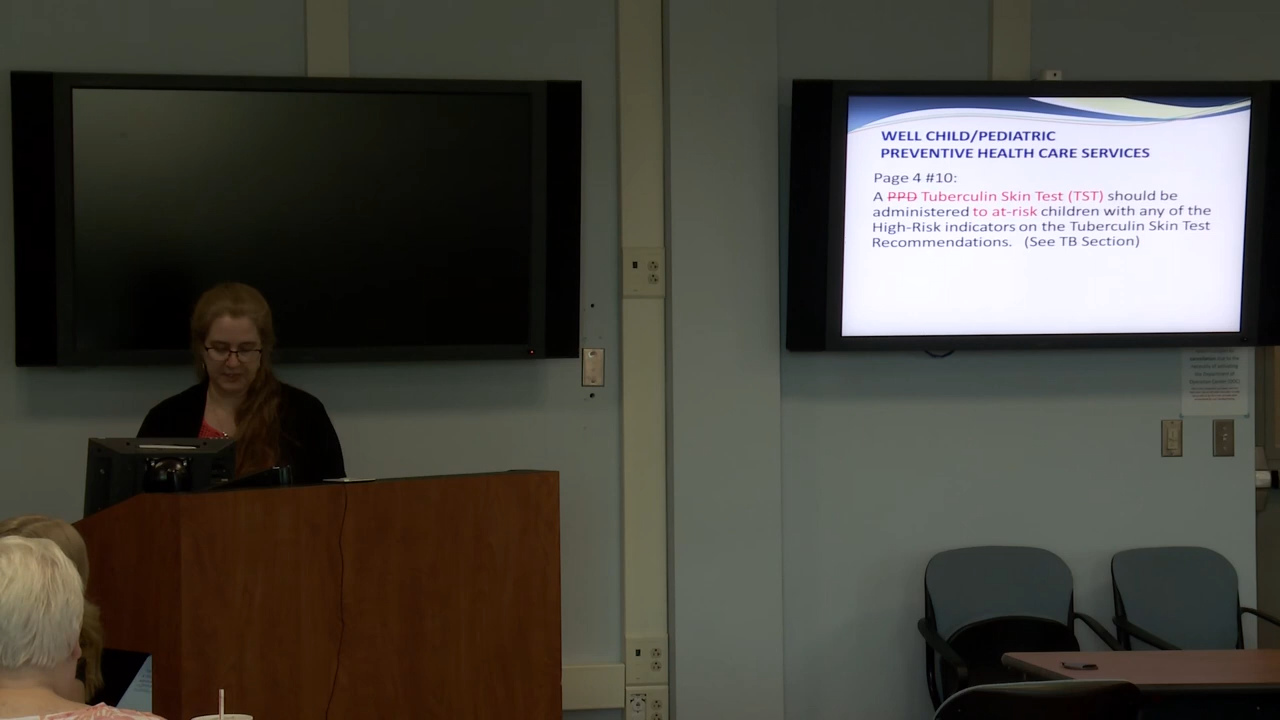 WELL CHILD/PEDIATRIC
PREVENTIVE HEALTH CARE SERVICES
Page 4 #10:
A PPD Tuberculin Skin Test (TST) should be
administered to at-risk children with any of the
High-Risk indicators on the Tuberculin Skin Test
Recommendations. (See TB Section)